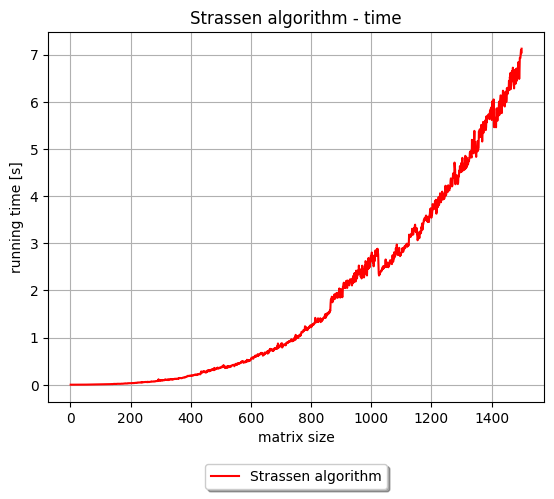 Strassen algorithm - time
7
6
5
4
3
2
1
0
running time [s]
0 200 400 600 800 1000 1200 1400
matrix size
Strassen algorithm